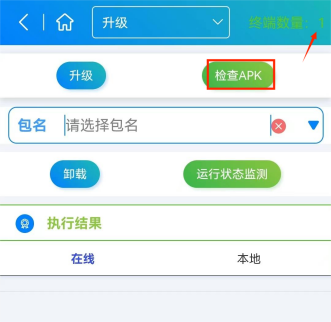 升级 终端数量：1
升级 检查APK
包名 请选择包名
卸载 运行状态监测
执行结果
在线 本地